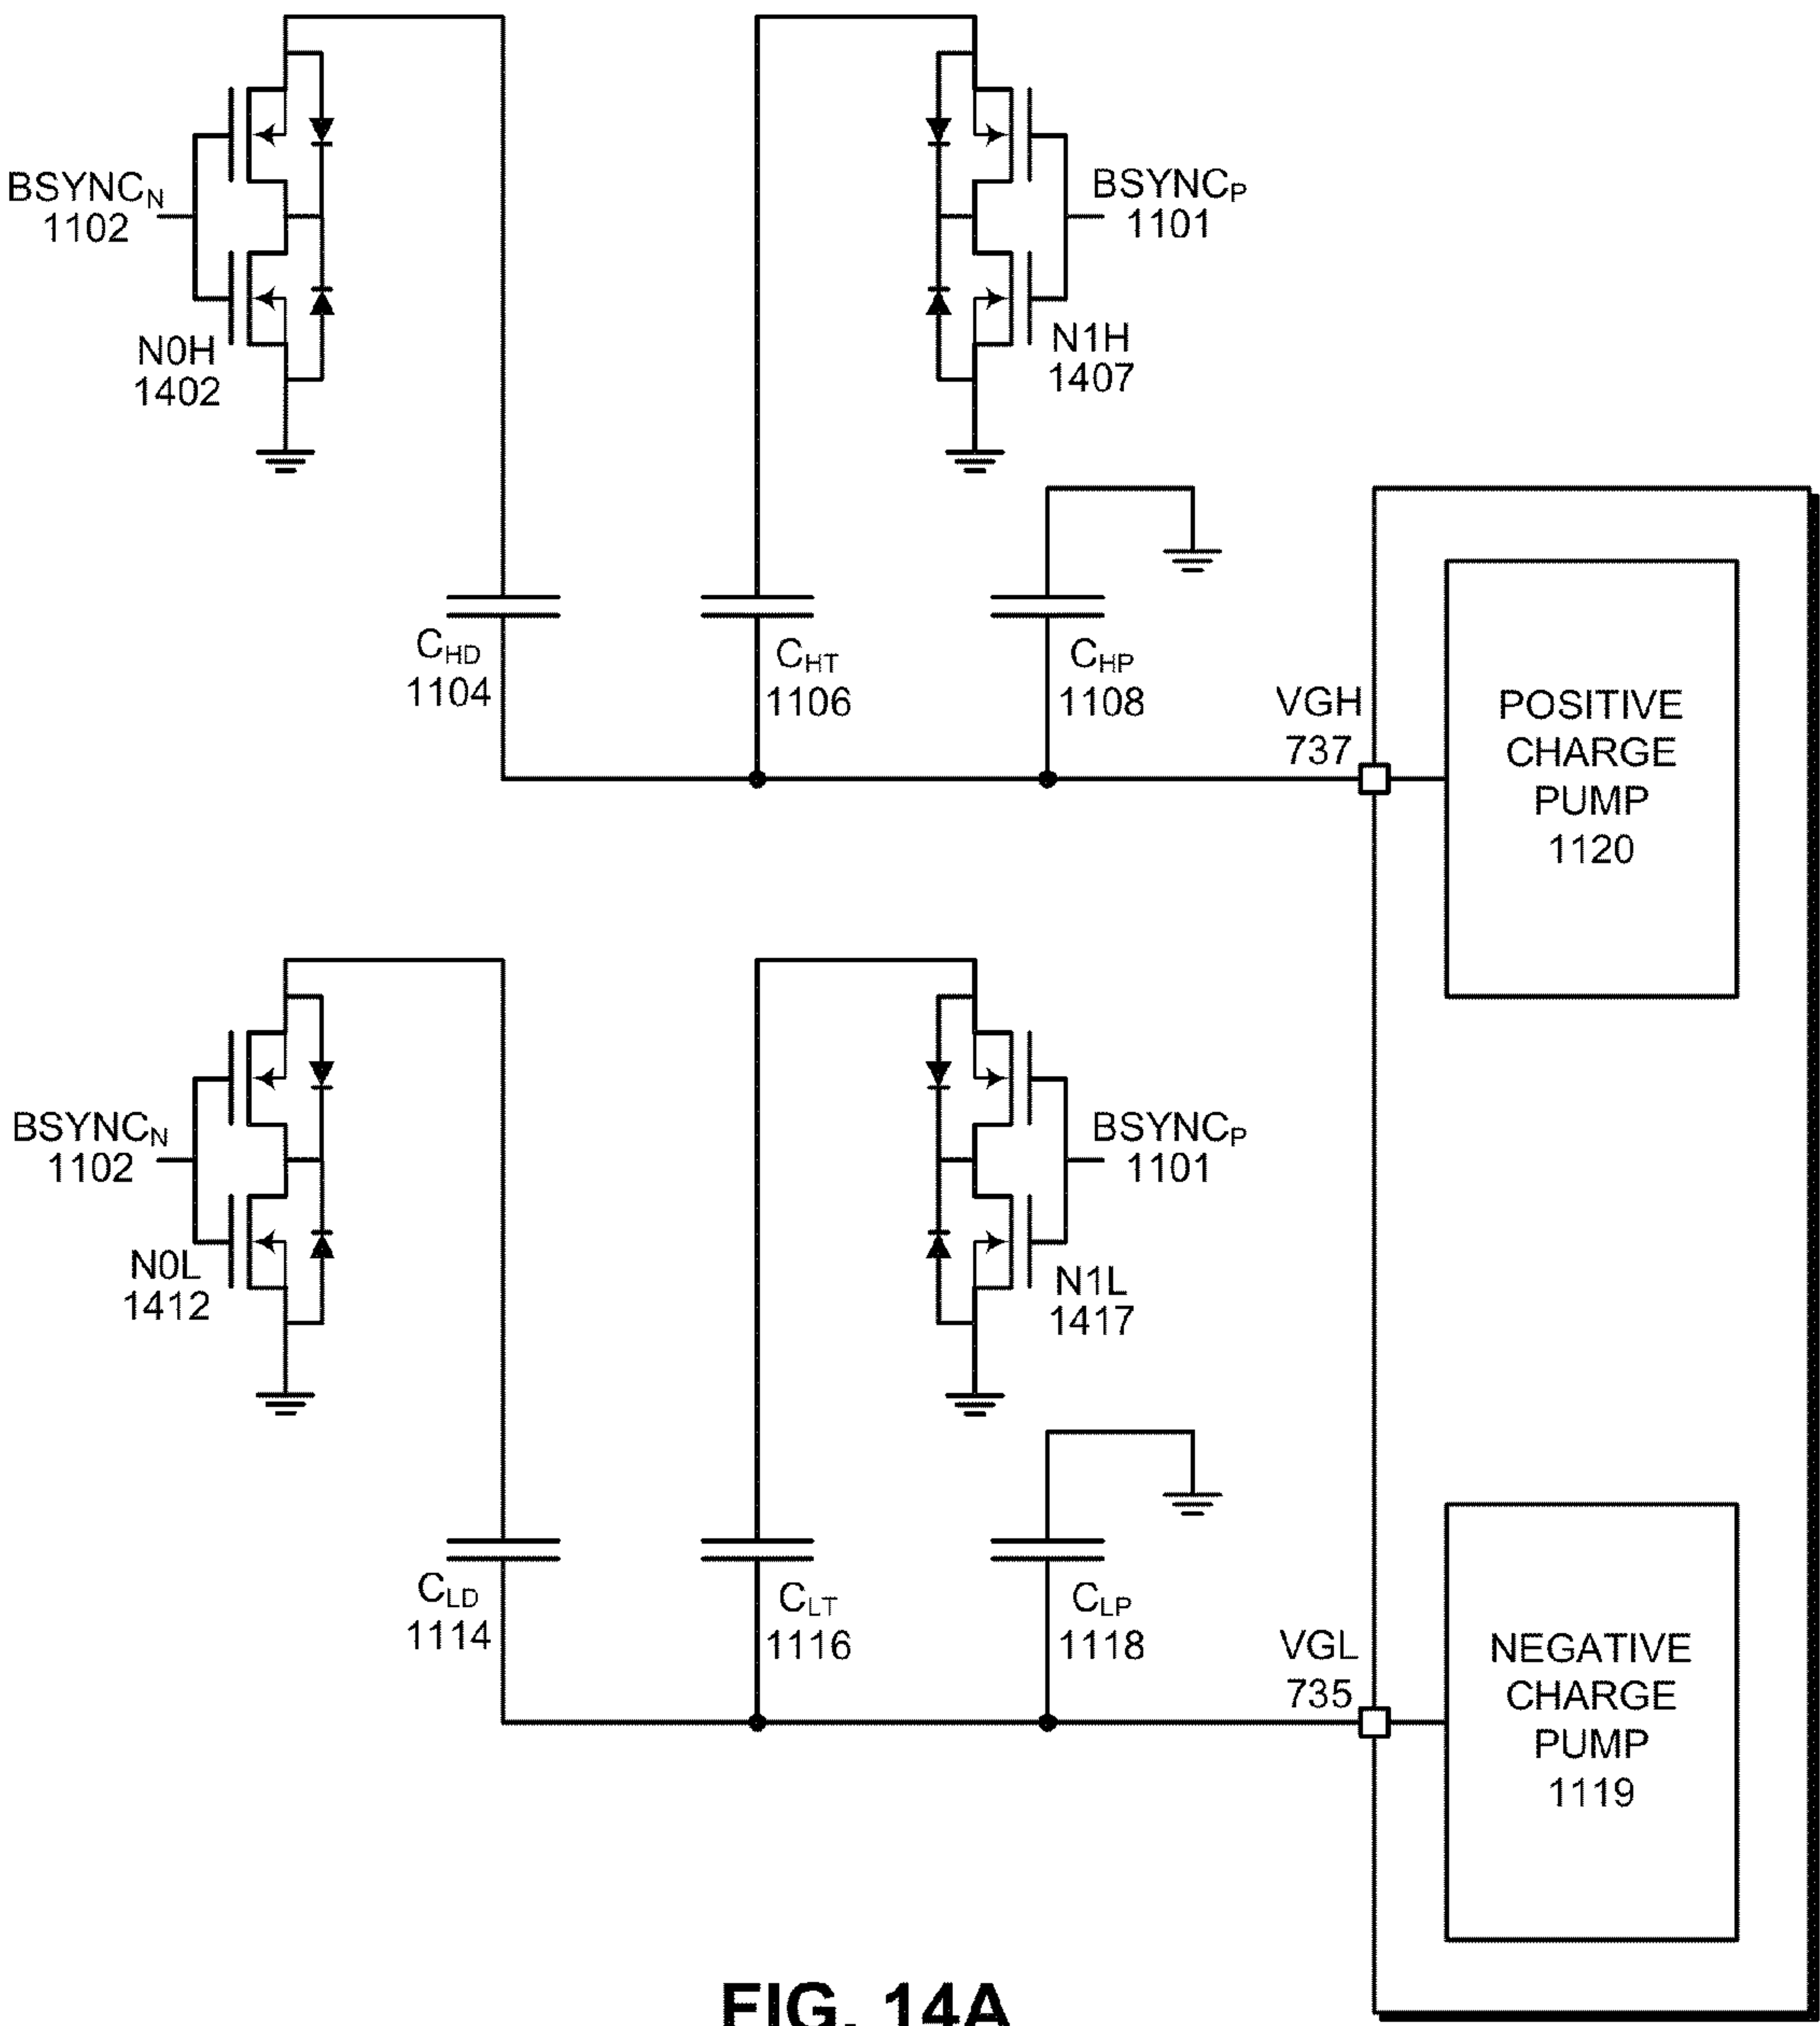 BSYNCN
1102
N0H
1402
BSYNCP
1101
N1H
1407
CHD
1104
CHT
1106
CHP
1108
VGH
737
POSITIVE
CHARGE
PUMP
1120
BSYNCN
1102
N0L
1412
BSYNCP
1101
N1L
1417
CLD
1114
CLT
1116
CLP
1118
VGL
735
NEGATIVE
CHARGE
PUMP
1119
FIG. 14A